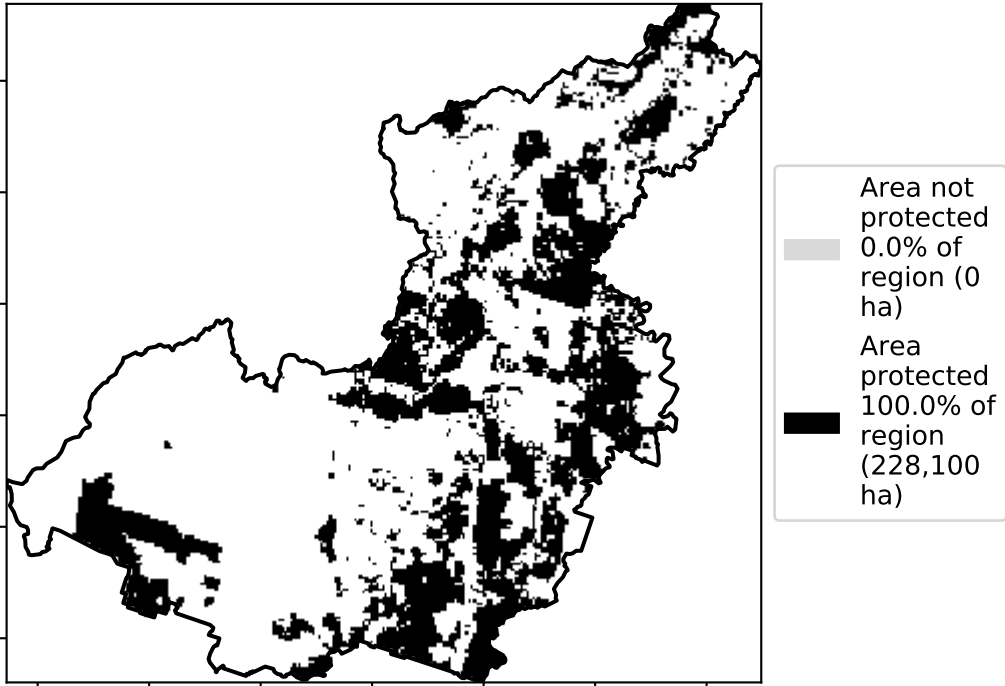 Area not
protected
0.0% of
region (0
ha)
Area
protected
100.0% of
region
(228,100
ha)